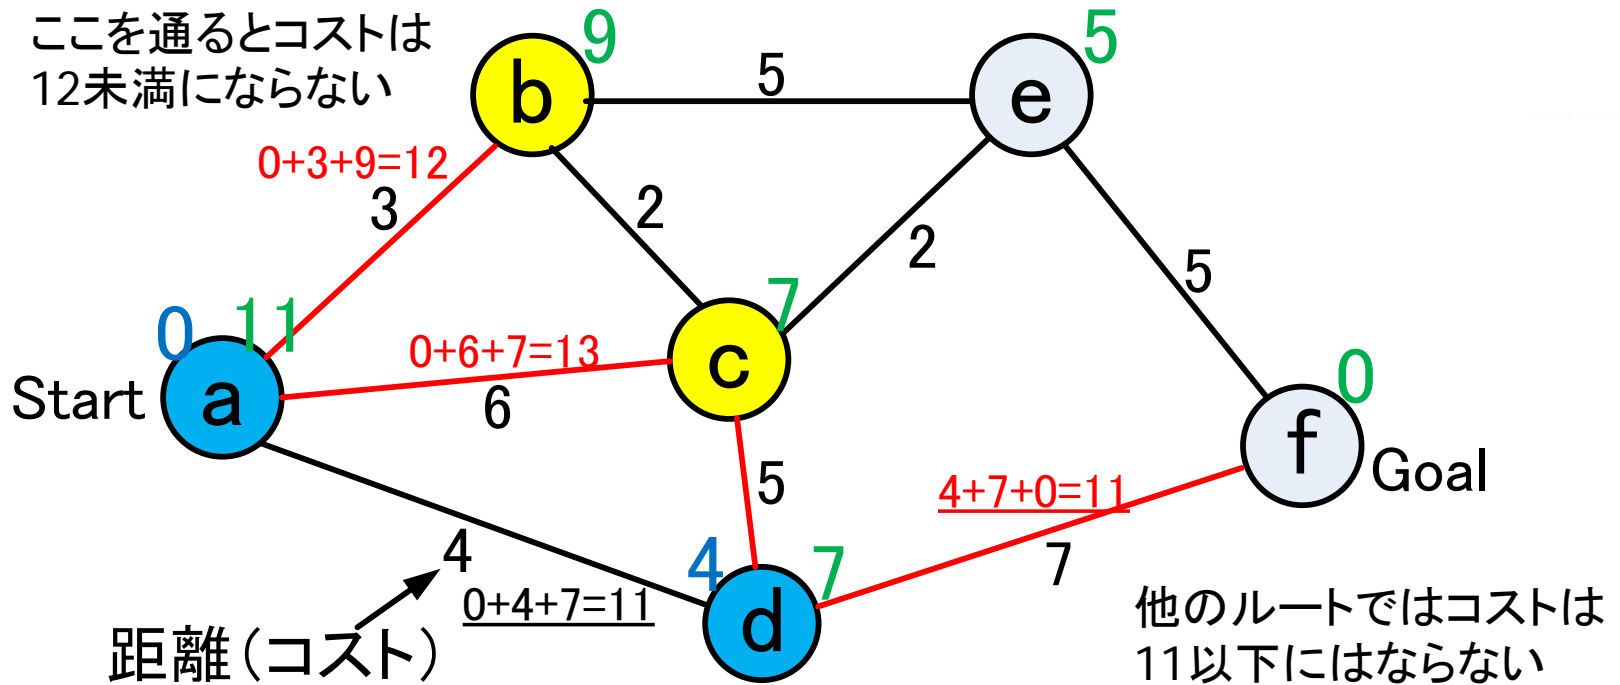 ここを通るとコストは
12未満にならない
9
5
b
5
e
0+3+9=12
3
2
2
5
0
11
7
0+6+7=13
Start
a
c
6
0
f
Goal
5
4+7+0=11
7
4
4
7
0+4+7=11
d
距離(コスト)
他のルートではコストは
11以下にはならない